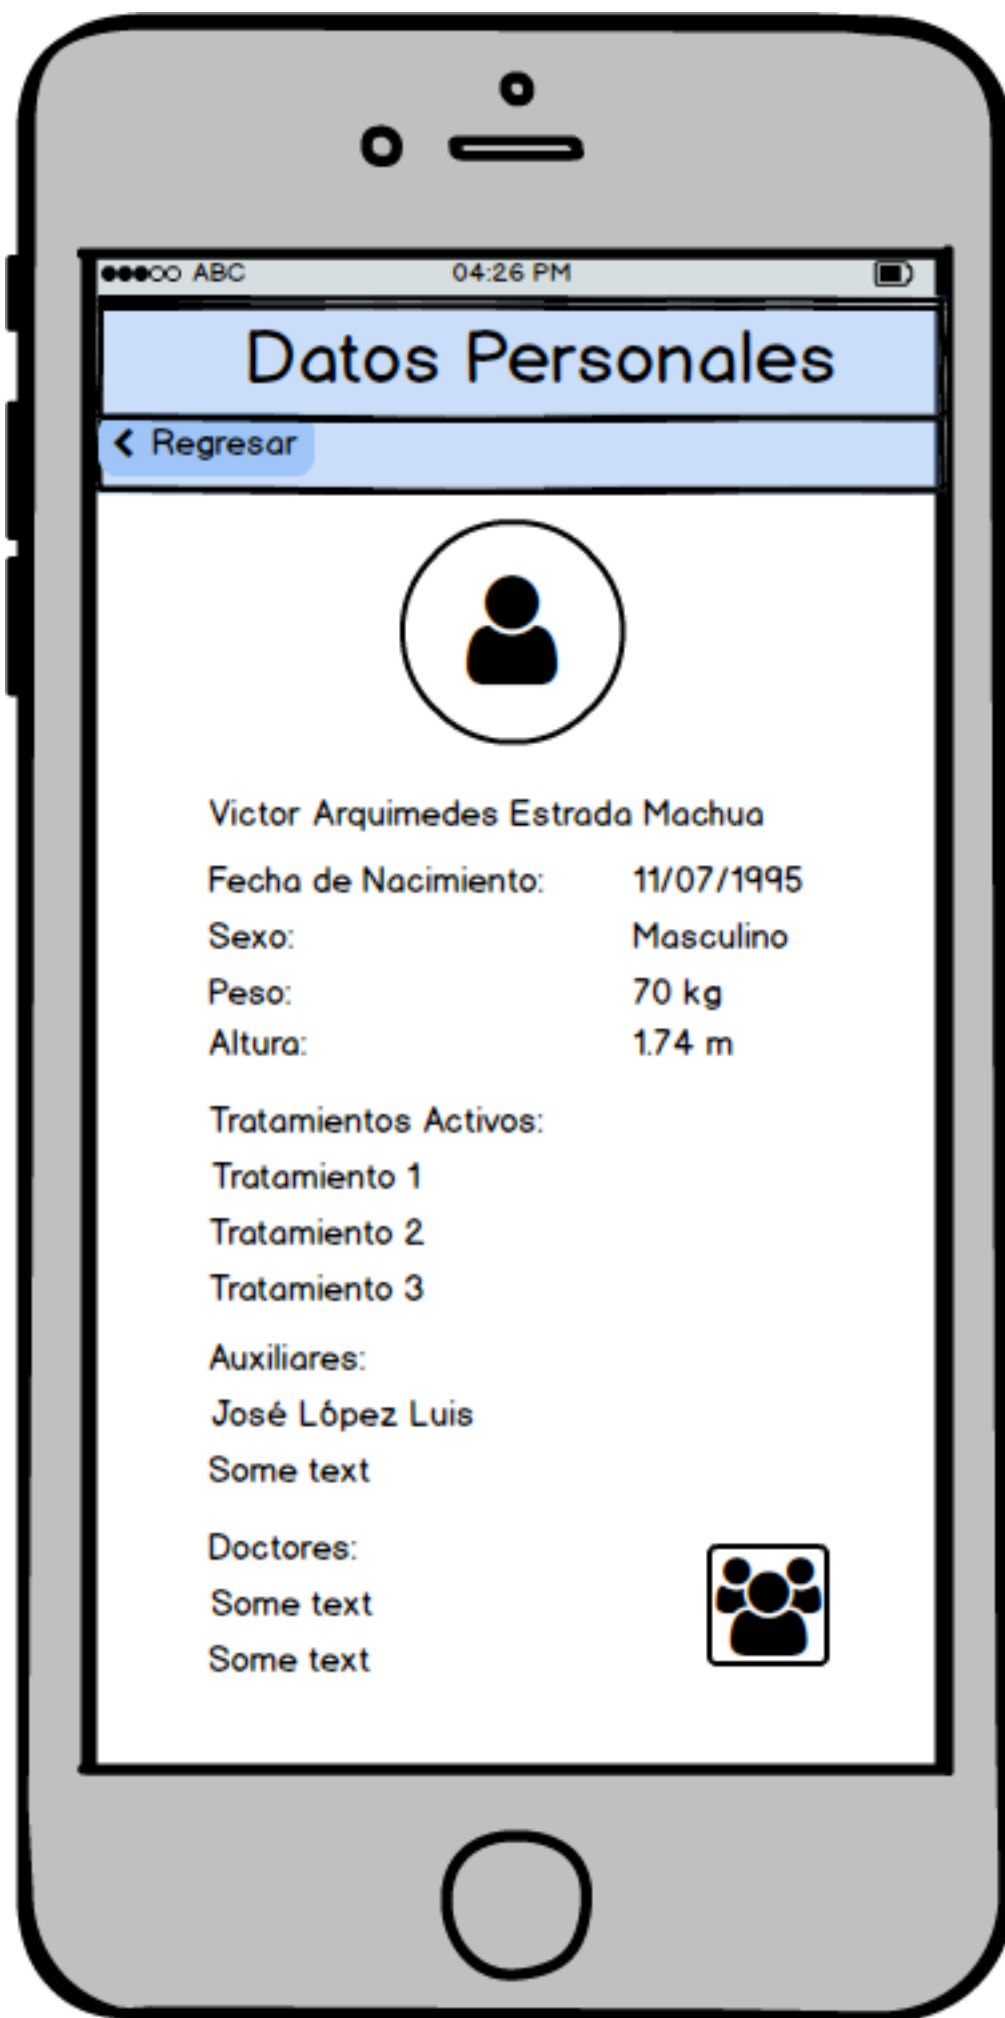 ABC 04:26 PM
Datos Personales
Regresar
Victor Arquimedes Estrada Machua
Fecha de Nacimiento: 11/07/1995
Sexo: Masculino
Peso: 70 kg
Altura: 1.74 m
Tratamientos Activos:
Tratamiento 1
Tratamiento 2
Tratamiento 3
Auxiliares:
José López Luis
Some text
Doctores:
Some text
Some text